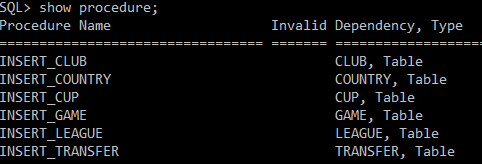 SQL> show procedure;
Procedure Name                    Invalid Dependency, Type
================================= ======= ===================
INSERT_CLUB                               CLUB, Table
INSERT_COUNTRY                            COUNTRY, Table
INSERT_CUP                                CUP, Table
INSERT_GAME                               GAME, Table
INSERT_LEAGUE                             LEAGUE, Table
INSERT_TRANSFER                           TRANSFER, Table